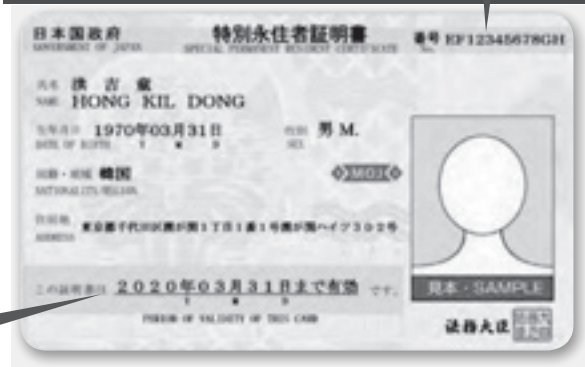 日本国政府 特別永住者証明書 番号 EF12345678GH
GOVERNMENT OF JAPAN SPECIAL PERMANENT RESIDENT CERTIFICATE No.
氏名 洪 吉 童
NAME HONG KIL DONG
生年月日 1970年03月31日 性別 男 M.
DATE OF BIRTH Y M D SEX
国籍・地域 韓国 MOJ
NATIONALITY/REGION
住居地 東京都千代田区霞が関1丁目1番1号霞が関ハイツ302号
ADDRESS
この証明書は 2020年03月31日まで有効 です。
Y M D
PERIOD OF VALIDITY OF THIS CARD
見本・SAMPLE
法務大臣